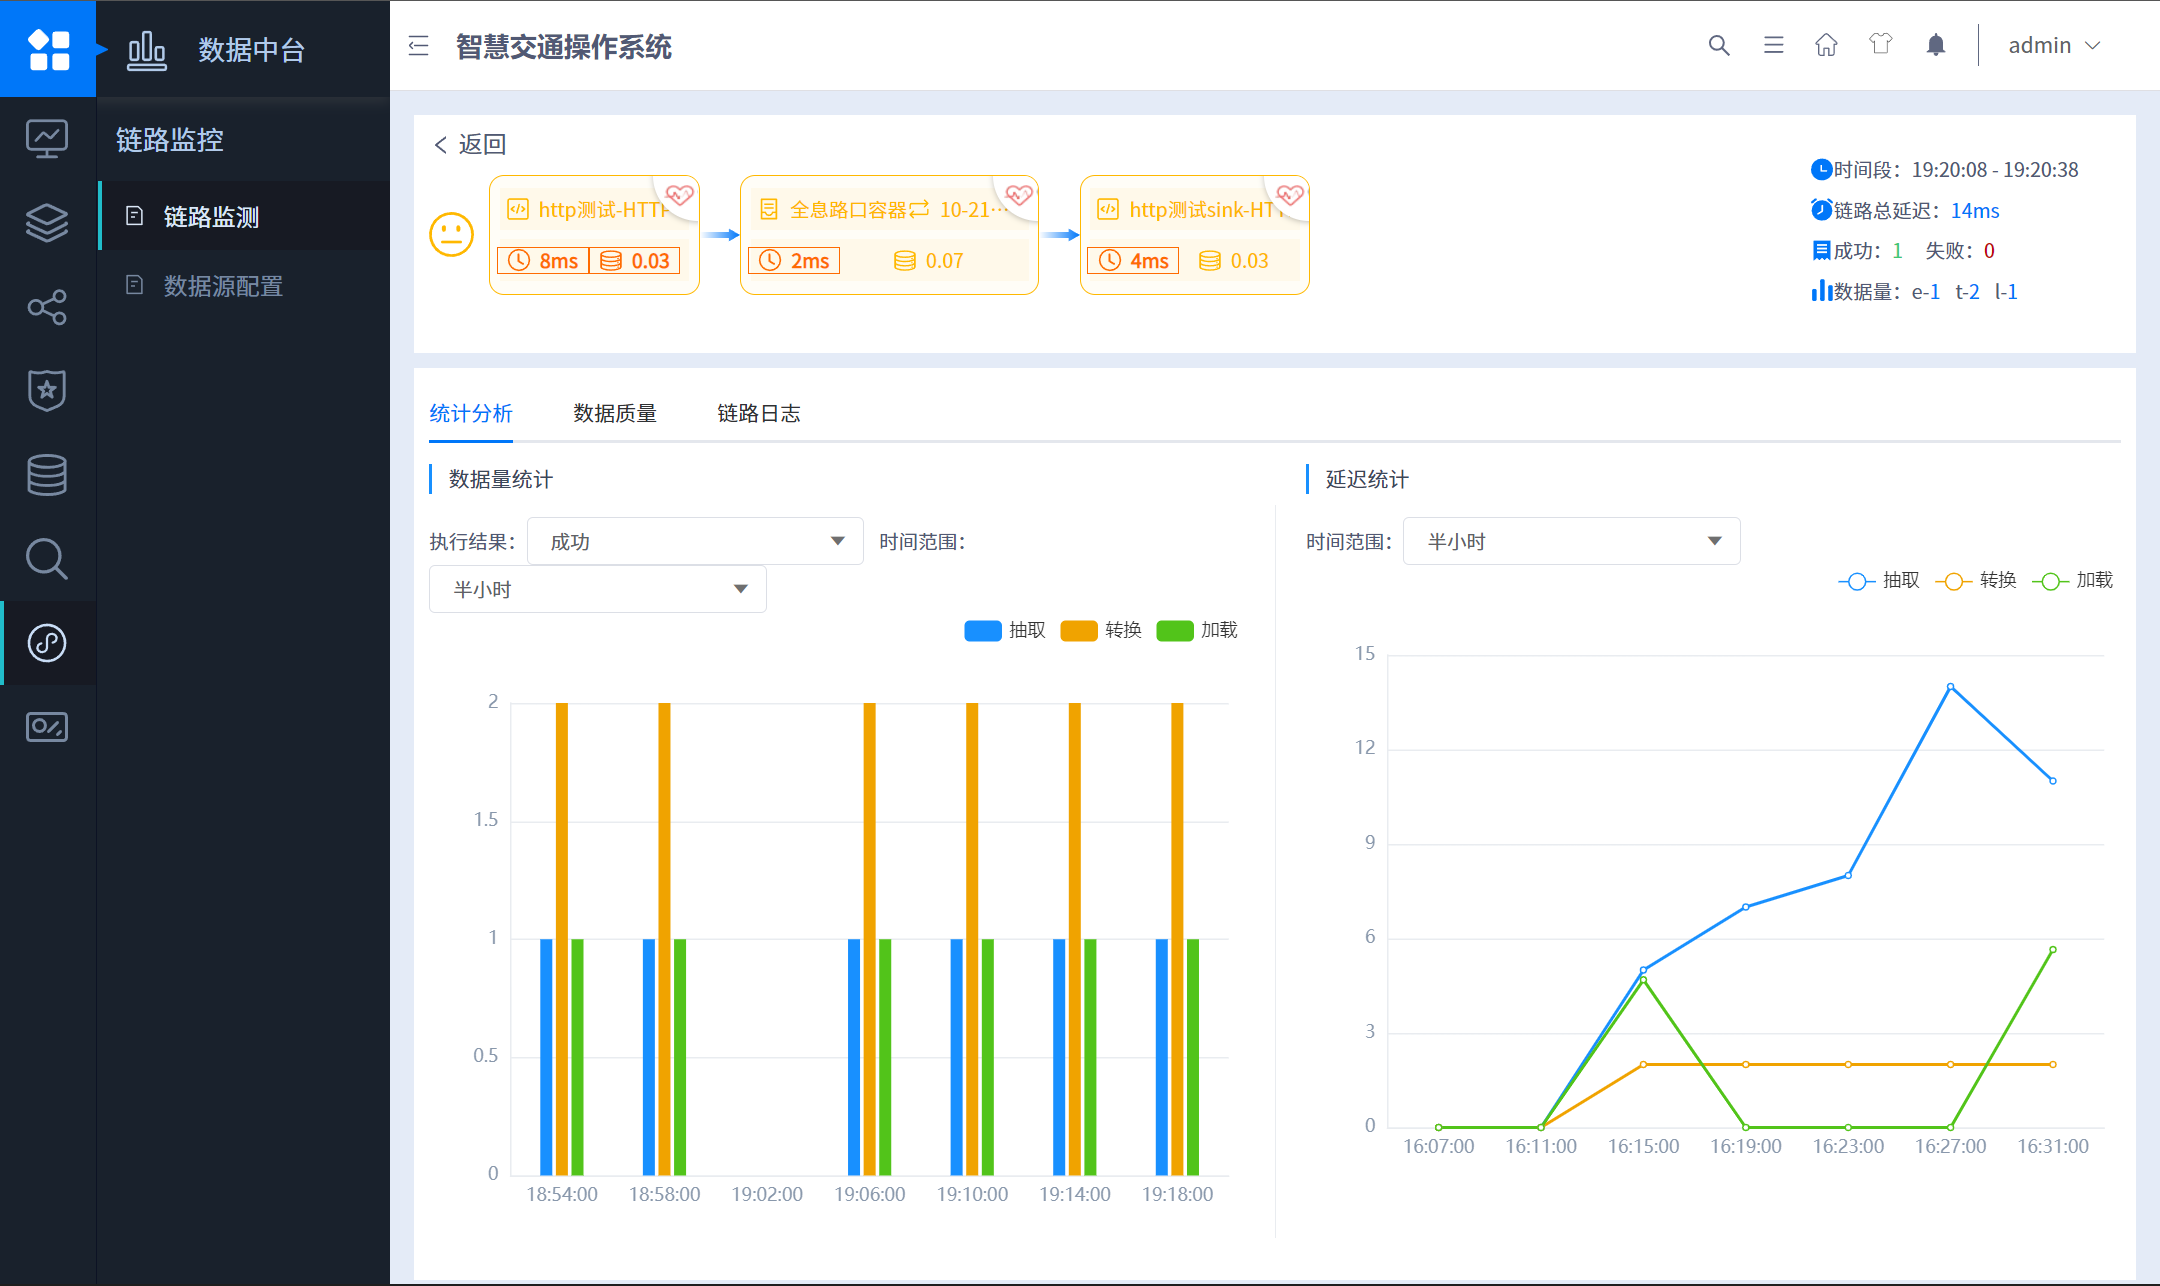 数据中台
智慧交通操作系统
admin
链路监控
链路监测
数据源配置
返回
http测试-HTTP
8ms
0.03
全息路口容器
10-21···
2ms
0.07
http测试sink-HTT
4ms
0.03
时间段：19:20:08 - 19:20:38
链路总延迟：14ms
成功：1 失败：0
数据量：e-1 t-2 l-1
统计分析 数据质量 链路日志
数据量统计
执行结果： 成功 时间范围：
半小时
抽取 转换 加载
2
1.5
1
0.5
0
18:54:00 18:58:00 19:02:00 19:06:00 19:10:00 19:14:00 19:18:00
延迟统计
时间范围： 半小时
抽取 转换 加载
15
12
9
6
3
0
16:07:00 16:11:00 16:15:00 16:19:00 16:23:00 16:27:00 16:31:00